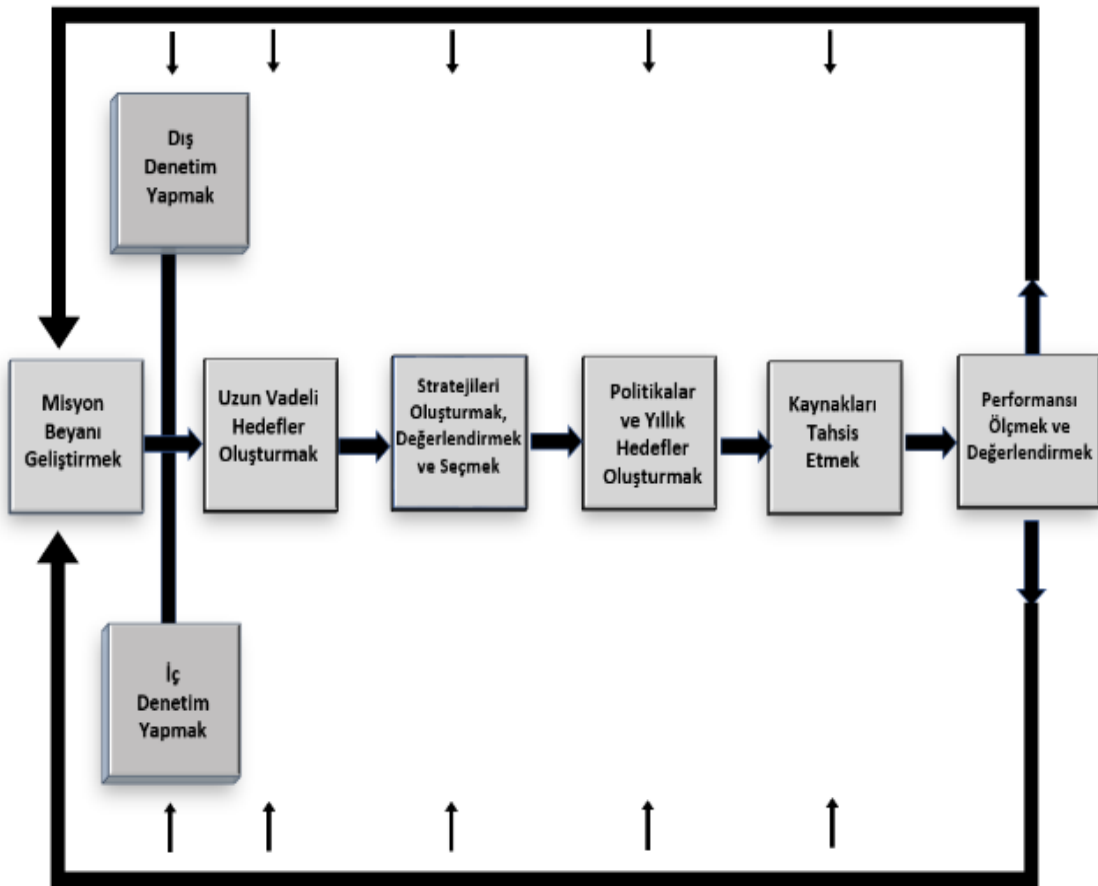 Dış
Denetim
Yapmak
Misyon
Beyanı
Geliştirmek
Uzun Vadeli
Hedefler
Oluşturmak
Stratejileri
Oluşturmak,
Değerlendirmek
ve Seçmek
Politikalar
ve Yıllık
Hedefler
Oluşturmak
Kaynakları
Tahsis
Etmek
Performansı
Ölçmek ve
Değerlendirmek
İç
Denetim
Yapmak